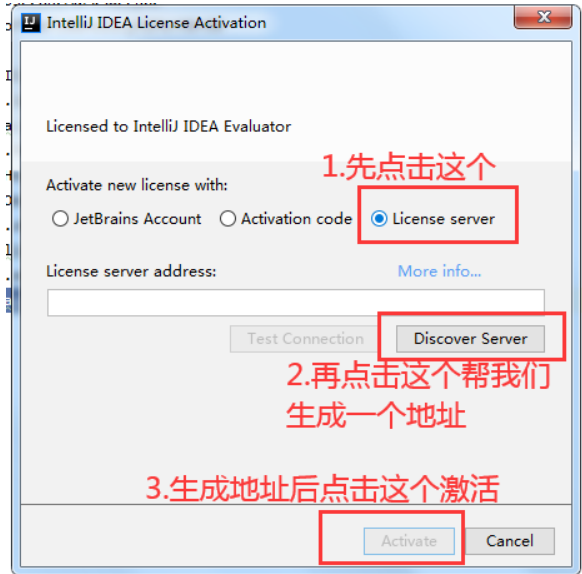 IntelliJ IDEA License Activation
Licensed to IntelliJ IDEA Evaluator
1.先点击这个
Activate new license with:
JetBrains Account Activation code License server
License server address: More info...
Test Connection Discover Server
2.再点击这个帮我们
生成一个地址
3.生成地址后点击这个激活
Activate Cancel